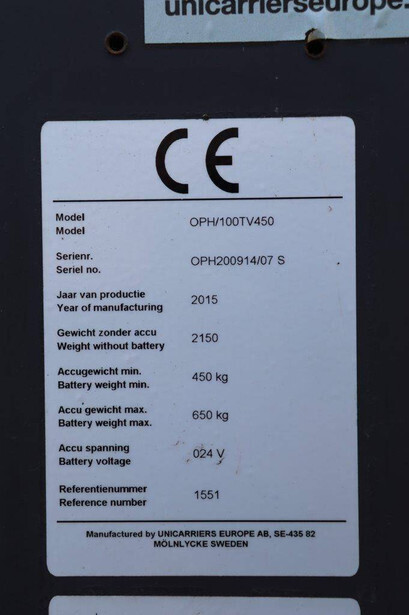 unicarrierseurope.
CE
Model
Model OPH/100TV450
Serienr.
Seriel no. OPH200914/07 S
Jaar van productie
Year of manufacturing 2015
Gewicht zonder accu
Weight without battery 2150
Accugewicht min.
Battery weight min. 450 kg
Accu gewicht max.
Battery weight max. 650 kg
Accu spanning
Battery voltage 024 V
Referentienummer
Reference number 1551
Manufactured by UNICARRIERS EUROPE AB, SE-435 82
MÖLNLYCKE SWEDEN